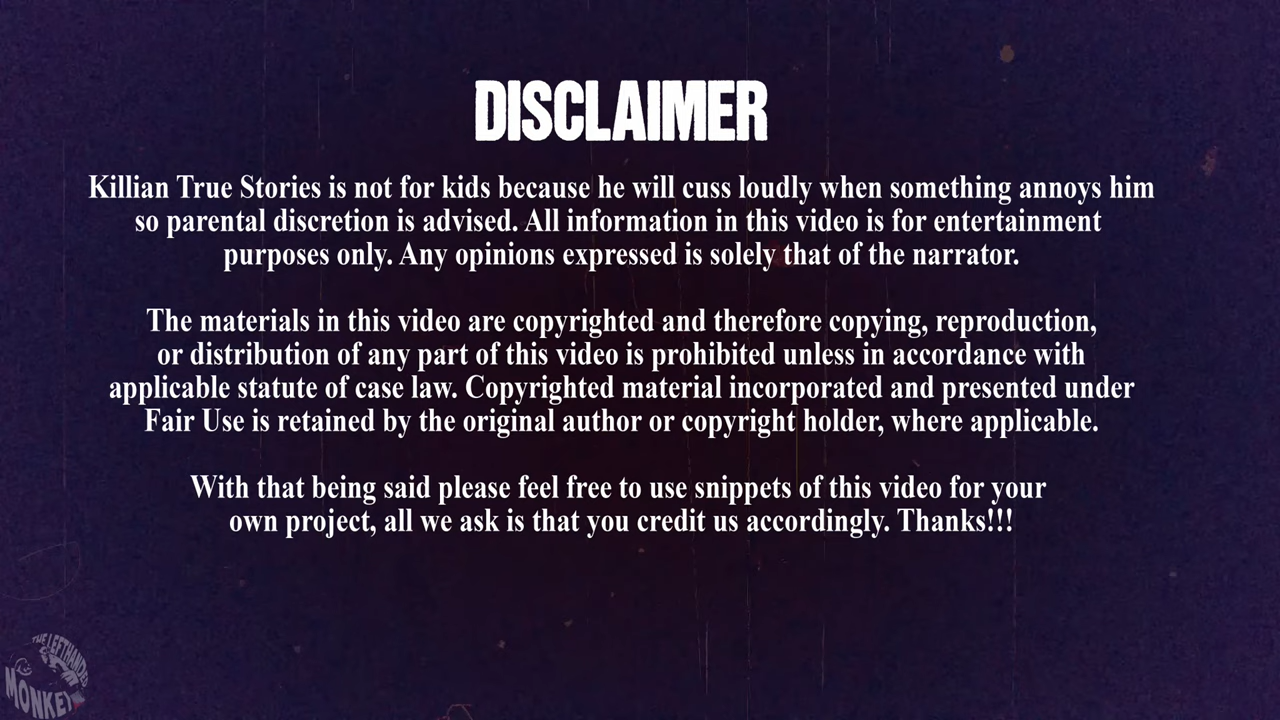 DISCLAIMER
Killian True Stories is not for kids because he will cuss loudly when something annoys him
so parental discretion is advised. All information in this video is for entertainment
purposes only. Any opinions expressed is solely that of the narrator.
The materials in this video are copyrighted and therefore copying, reproduction,
or distribution of any part of this video is prohibited unless in accordance with
applicable statute of case law. Copyrighted material incorporated and presented under
Fair Use is retained by the original author or copyright holder, where applicable.
With that being said please feel free to use snippets of this video for your
own project, all we ask is that you credit us accordingly. Thanks!!!
THE LEFTHANDED
MONKEY